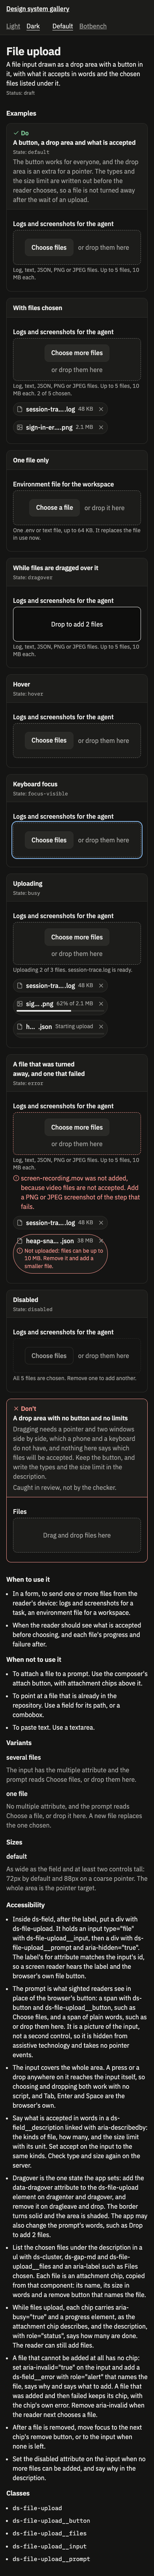 Design system gallery
Light Dark Default Botbench
File upload
A file input drawn as a drop area with a button in it, with what it accepts in words and the chosen files listed under it.
Status: draft
Examples
Do
A button, a drop area and what is accepted
State: default
The button works for everyone, and the drop area is an extra for a pointer. The types and the size limit are written out before the reader chooses, so a file is not turned away after the wait of an upload.
Logs and screenshots for the agent
Choose files or drop them here
Log, text, JSON, PNG or JPEG files. Up to 5 files, 10 MB each.
With files chosen
Logs and screenshots for the agent
Choose more files
or drop them here
Log, text, JSON, PNG or JPEG files. Up to 5 files, 10 MB each. 2 of 5 chosen.
session-tra… .log 48 KB
sign-in-er… .png 2.1 MB
One file only
Environment file for the workspace
Choose a file or drop it here
One .env or text file, up to 64 KB. It replaces the file in use now.
While files are dragged over it
State: dragover
Logs and screenshots for the agent
Drop to add 2 files
Log, text, JSON, PNG or JPEG files. Up to 5 files, 10 MB each.
Hover
State: hover
Logs and screenshots for the agent
Choose files or drop them here
Keyboard focus
State: focus-visible
Logs and screenshots for the agent
Choose files or drop them here
Uploading
State: busy
Logs and screenshots for the agent
Choose more files
or drop them here
Uploading 2 of 3 files. session-trace.log is ready.
session-tra… .log 48 KB
sig… .png 62% of 2.1 MB
h… .json Starting upload
A file that was turned away, and one that failed
State: error
Logs and screenshots for the agent
Choose more files
or drop them here
Log, text, JSON, PNG or JPEG files. Up to 5 files, 10 MB each.
screen-recording.mov was not added, because video files are not accepted. Add a PNG or JPEG screenshot of the step that fails.
session-tra… .log 48 KB
heap-sna… .json 38 MB
Not uploaded: files can be up to 10 MB. Remove it and add a smaller file.
Disabled
State: disabled
Logs and screenshots for the agent
Choose files or drop them here
All 5 files are chosen. Remove one to add another.
Don't
A drop area with no button and no limits
Dragging needs a pointer and two windows side by side, which a phone and a keyboard do not have, and nothing here says which files will be accepted. Keep the button, and write the types and the size limit in the description.
Caught in review, not by the checker.
Files
Drag and drop files here
When to use it
• In a form, to send one or more files from the reader's device: logs and screenshots for a task, an environment file for a workspace.
• When the reader should see what is accepted before choosing, and each file's progress and failure after.
When not to use it
• To attach a file to a prompt. Use the composer's attach button, with attachment chips above it.
• To point at a file that is already in the repository. Use a field for its path, or a combobox.
• To paste text. Use a textarea.
Variants
several files
The input has the multiple attribute and the prompt reads Choose files, or drop them here.
one file
No multiple attribute, and the prompt reads Choose a file, or drop it here. A new file replaces the one chosen.
Sizes
default
As wide as the field and at least two controls tall: 72px by default and 88px on a coarse pointer. The whole area is the pointer target.
Accessibility
• Inside ds-field, after the label, put a div with ds-file-upload. It holds an input type="file" with ds-file-upload__input, then a div with ds-file-upload__prompt and aria-hidden="true". The label's for attribute matches the input's id, so a screen reader hears the label and the browser's own file button.
• The prompt is what sighted readers see in place of the browser's button: a span with ds-button and ds-file-upload__button, such as Choose files, and a span of plain words, such as or drop them here. It is a picture of the input, not a second control, so it is hidden from assistive technology and takes no pointer events.
• The input covers the whole area. A press or a drop anywhere on it reaches the input itself, so choosing and dropping both work with no script, and Tab, Enter and Space are the browser's own.
• Say what is accepted in words in a ds-field__description linked with aria-describedby: the kinds of file, how many, and the size limit with its unit. Set accept on the input to the same kinds. Check type and size again on the server.
• Dragover is the one state the app sets: add the data-dragover attribute to the ds-file-upload element on dragenter and dragover, and remove it on dragleave and drop. The border turns solid and the area is shaded. The app may also change the prompt's words, such as Drop to add 2 files.
• List the chosen files under the description in a ul with ds-cluster, ds-gap-md and ds-file-upload__files and an aria-label such as Files chosen. Each file is an attachment chip, copied from that component: its name, its size in words and a remove button that names the file.
• While files upload, each chip carries aria-busy="true" and a progress element, as the attachment chip describes, and the description, with role="status", says how many are done. The reader can still add files.
• A file that cannot be added at all has no chip: set aria-invalid="true" on the input and add a ds-field__error with role="alert" that names the file, says why and says what to add. A file that was added and then failed keeps its chip, with the chip's own error. Remove aria-invalid when the reader next chooses a file.
• After a file is removed, move focus to the next chip's remove button, or to the input when none is left.
• Set the disabled attribute on the input when no more files can be added, and say why in the description.
Classes
• ds-file-upload
• ds-file-upload__button
• ds-file-upload__files
• ds-file-upload__input
• ds-file-upload__prompt